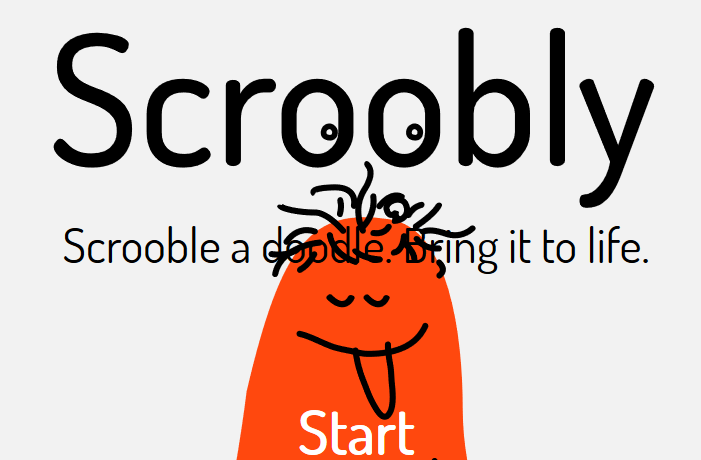 Scroobly
Scrooble a doodle. Bring it to life.
Start